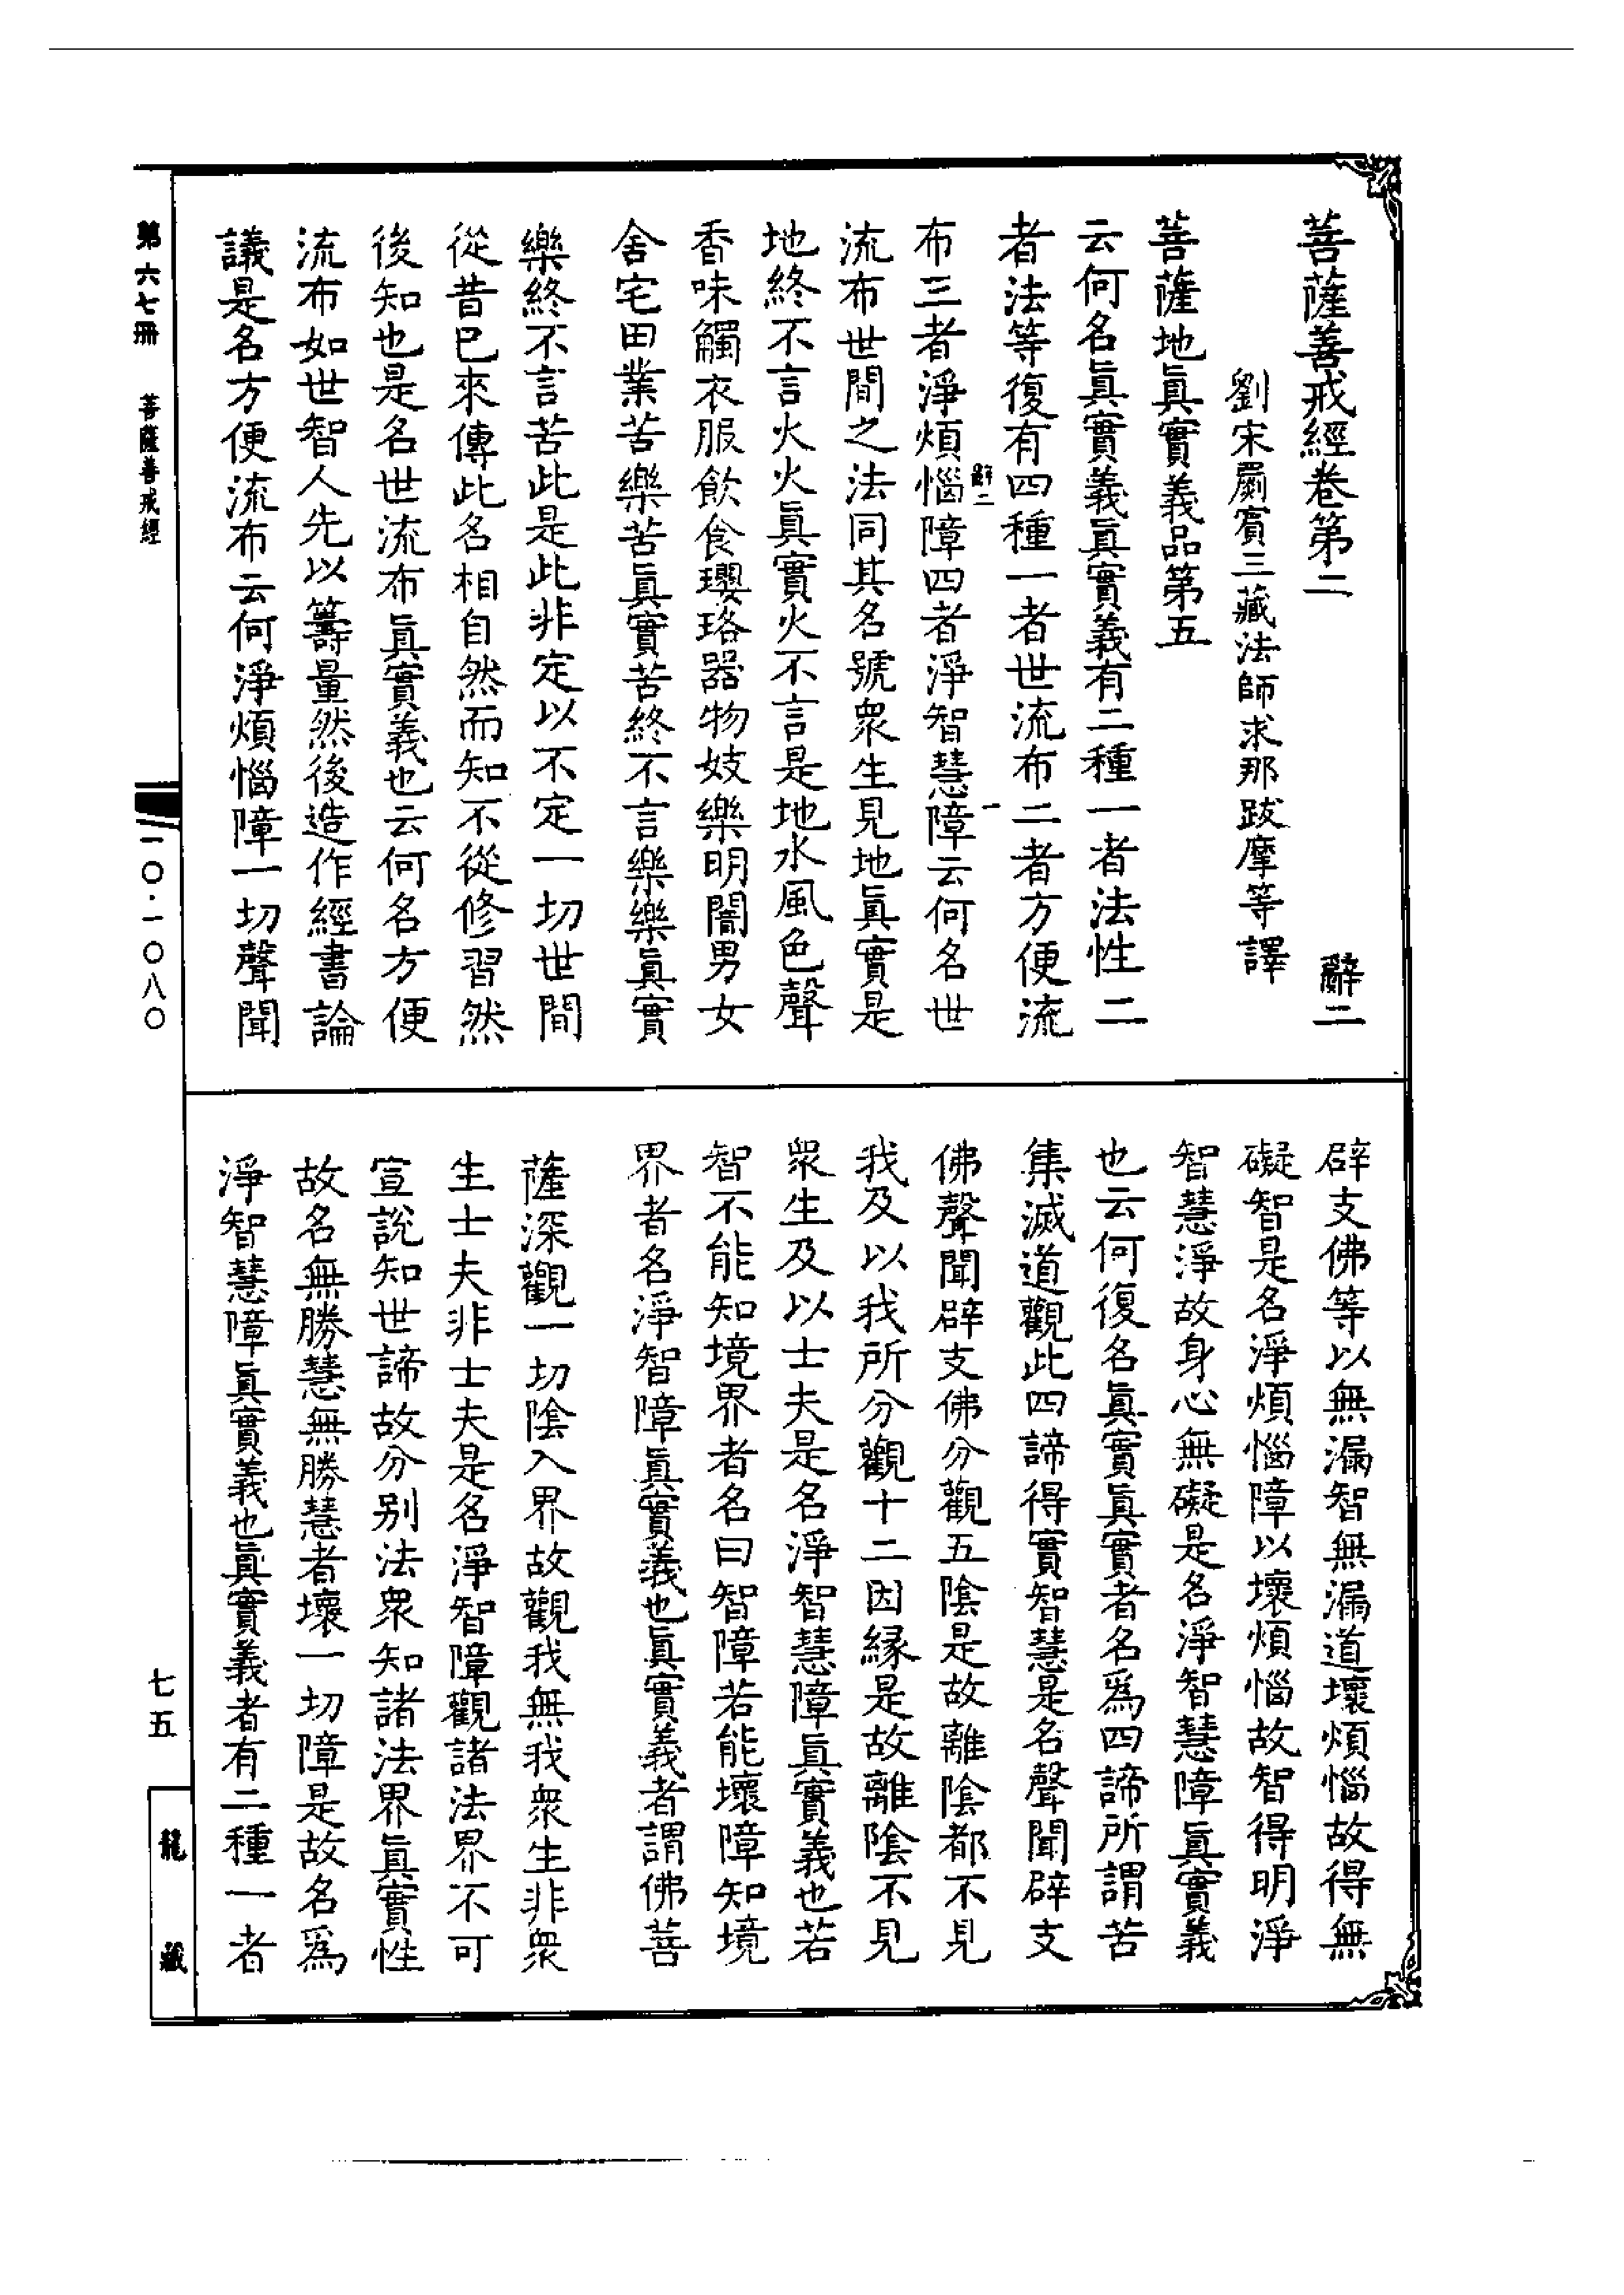 菩薩善戒經卷第二
辭二
劉宋罽賓三藏法師求那跋摩等譯
菩薩地眞實義品第五
云何名眞實義眞實義有二種一者法性二
者法等復有四種一者世流布二者方便流
布三者淨煩惱障四者淨智慧障云何名世
辭二
一
流布世間之法同其名號衆生見地眞實是
地終不言火火眞實火不言是地水風色聲
香味觸衣服飲食瓔珞器物妓樂明闇男女
舍宅田業苦樂苦眞實苦終不言樂樂眞實
樂終不言苦此是此非定以不定一切世間
從昔已來傳此名相自然而知不從修習然
後知也是名世流布眞實義也云何名方便
流布如世智人先以籌量然後造作經書論
議是名方便流布云何淨煩惱障一切聲聞
辟支佛等以無漏智無漏道壞煩惱故得無
礙智是名淨煩惱障以壞煩惱故智得明淨
智慧淨故身心無礙是名淨智慧障眞實義
也云何復名眞實眞實者名爲四諦所謂苦
集滅道觀此四諦得實智慧是名聲聞辟支
佛聲聞辟支佛分觀五陰是故離陰都不見
我及以我所分觀十二因緣是故離陰不見
衆生及以士夫是名淨智慧障眞實義也若
智不能知境界者名曰智障若能壞障知境
界者名淨智障眞實義也眞實義者謂佛菩
薩深觀一切陰入界故觀我無我衆生非衆
生士夫非士夫是名淨智障觀諸法界不可
宣說知世諦故分別法衆知諸法界眞實性
故名無勝慧無勝慧者壞一切障是故名爲
淨智慧障眞實義也眞實義者有二種一者
第六七冊
菩薩善戒經
一〇·一〇八〇
七五
龍藏